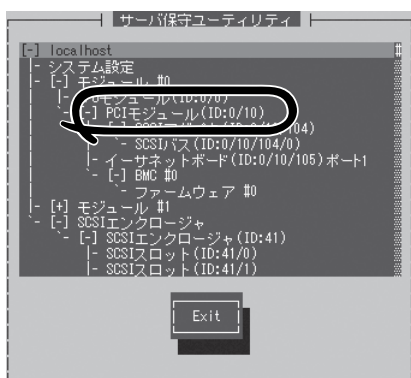 サーバ保守ユーティリティ
[-] localhost
|- システム設定
|- [-] モジュール #0
モジュール(ID:0/0)
[-] PCIモジュール(ID:0/10)
`- SCSIバス(ID:0/10/104/0)
|- イーサネットボード(ID:0/10/105)ポート1
`- [-] BMC #0
`- ファームウェア #0
|- [+] モジュール #1
`- [-] SCSIエンクロージャ
`- [-] SCSIエンクロージャ(ID:41)
|- SCSIスロット(ID:41/0)
|- SCSIスロット(ID:41/1)
Exit